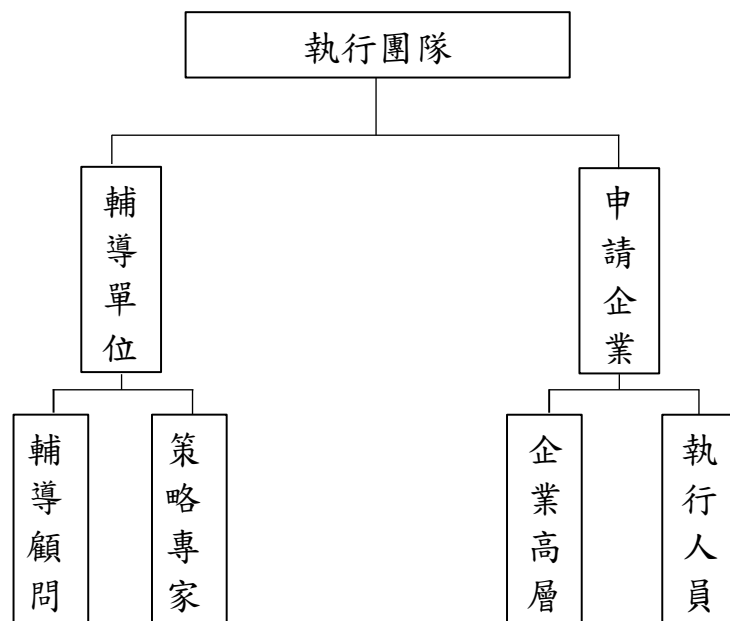 執行團隊
輔導單位
申請企業
輔導顧問
策略專家
企業高層
執行人員